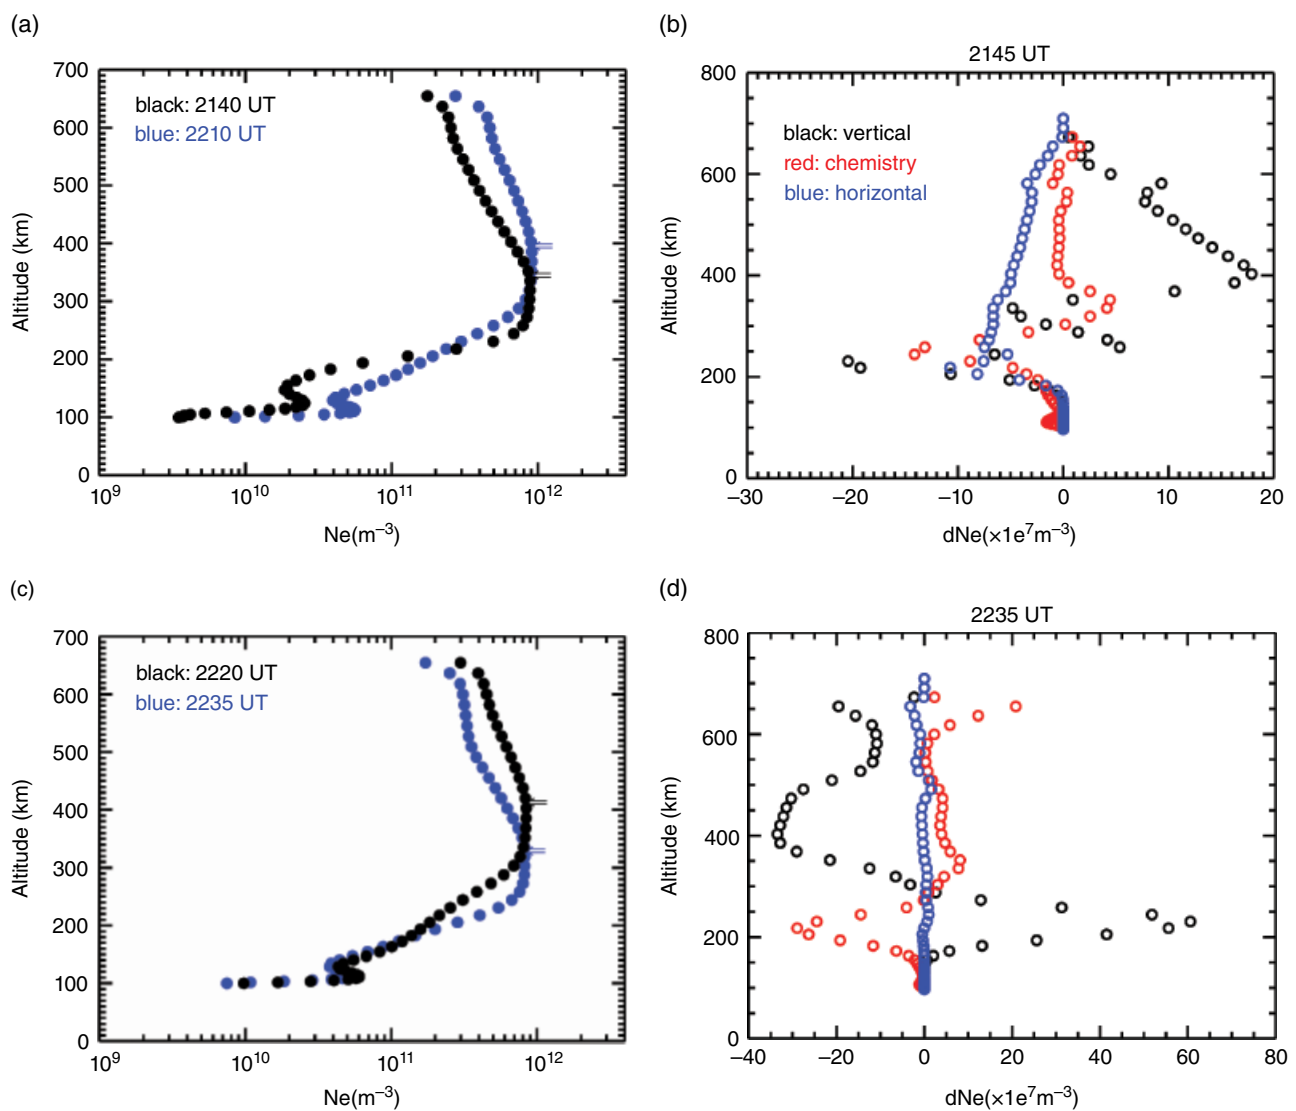 (a)
700
600
500
400
300
200
100
0
Altitude (km)
black: 2140 UT
blue: 2210 UT
10⁹
10¹⁰
10¹¹
10¹²
Ne(m⁻³)
(b)
2145 UT
800
600
400
200
0
Altitude (km)
black: vertical
red: chemistry
blue: horizontal
−30
−20
−10
0
10
20
dNe(×1e⁷m⁻³)
(c)
700
600
500
400
300
200
100
0
Altitude (km)
black: 2220 UT
blue: 2235 UT
10⁹
10¹⁰
10¹¹
10¹²
Ne(m⁻³)
(d)
2235 UT
800
600
400
200
0
Altitude (km)
−40
−20
0
20
40
60
80
dNe(×1e⁷m⁻³)